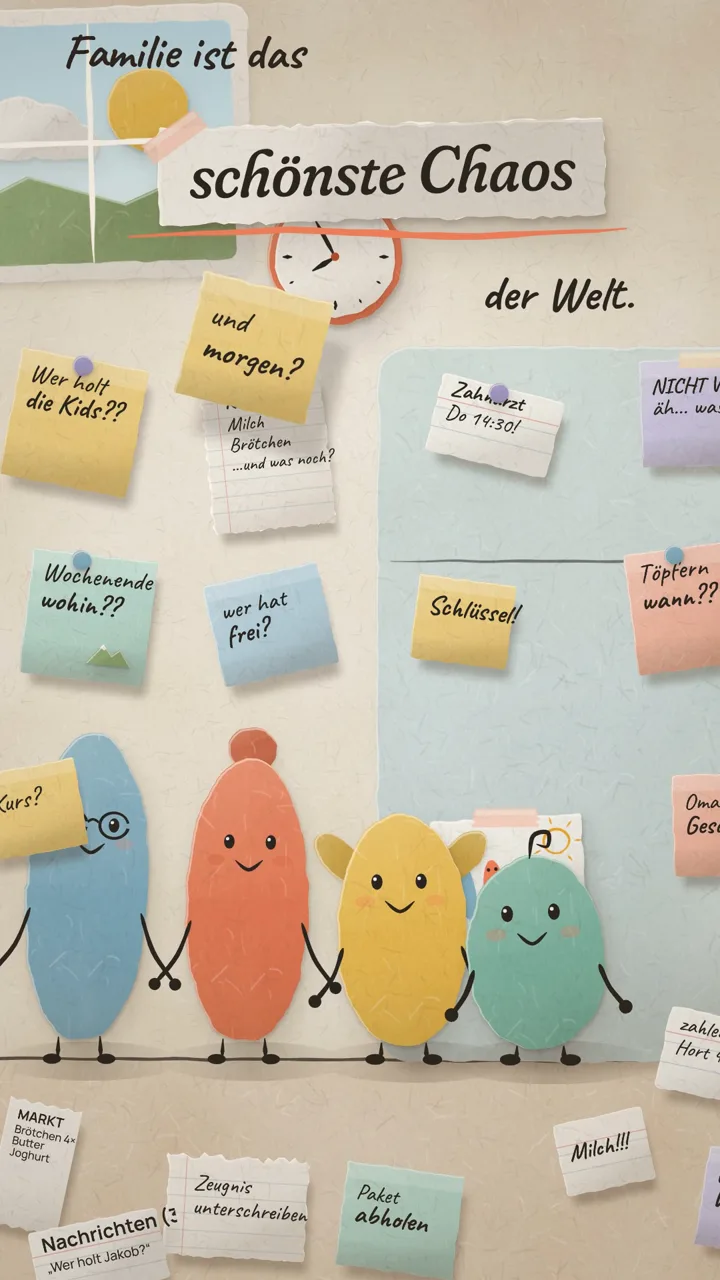 Familie ist das
schönste Chaos
der Welt.
und
morgen?
Wer holt
die Kids??
Milch
Brötchen
...und was noch?
Zahnarzt
Do 14:30!
NICHT
äh... was
Wochenende
wohin??
wer hat
frei?
Schlüssel!
Töpfern
wann??
Kurs?
Oma
zahle
Hort
MARKT
Brötchen 4×
Butter
Joghurt
Milch!!!
Zeugnis
unterschreiben
Paket
abholen
Nachrichten
„Wer holt Jakob?“